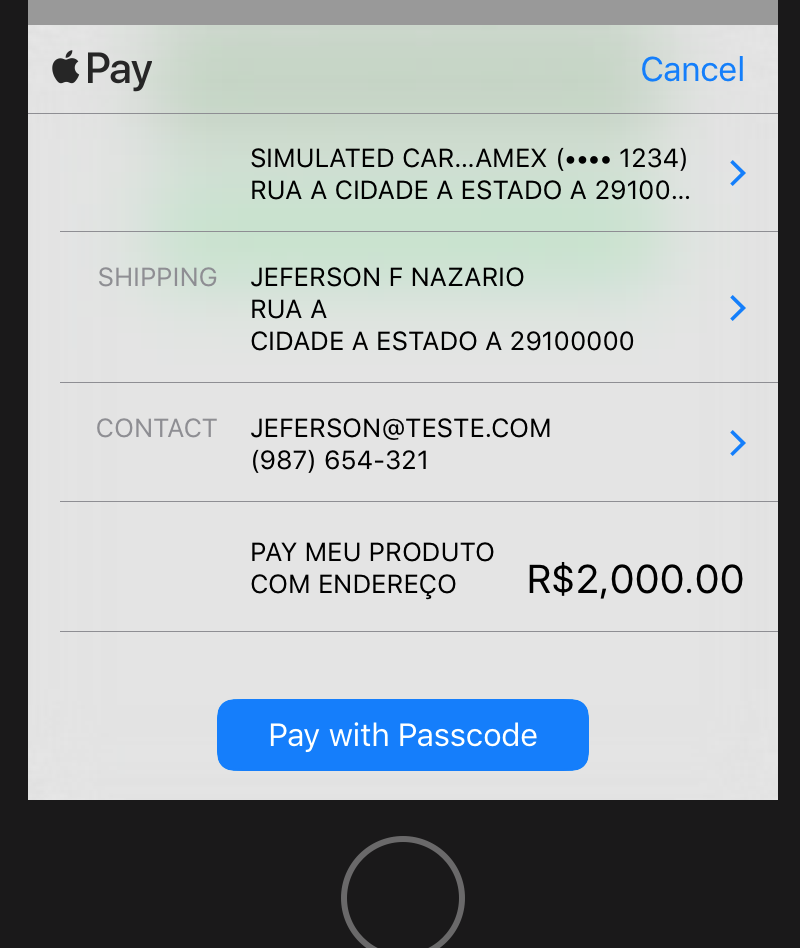 Pay
Cancel
SIMULATED CAR...AMEX (•••• 1234)
RUA A CIDADE A ESTADO A 29100...
SHIPPING
JEFERSON F NAZARIO
RUA A
CIDADE A ESTADO A 29100000
CONTACT
JEFERSON@TESTE.COM
(987) 654-321
PAY MEU PRODUTO
COM ENDEREÇO
R$2,000.00
Pay with Passcode